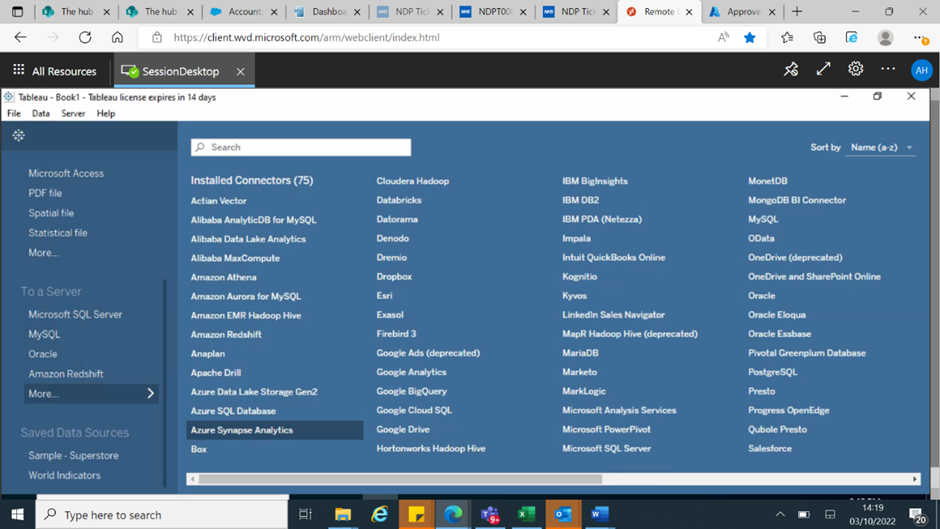 The hub
The hub
Account
Dashboa
NDP Tick
NDPT00
NDP Tick
Remote
Approve
https://client.wvd.microsoft.com/arm/webclient/index.html
All Resources
SessionDesktop
AH
Tableau - Book1 - Tableau license expires in 14 days
File Data Server Help
Search
Sort by Name (a-z)
Microsoft Access
PDF file
Spatial file
Statistical file
More...
To a Server
Microsoft SQL Server
MySQL
Oracle
Amazon Redshift
More...
Saved Data Sources
Sample - Superstore
World Indicators
Installed Connectors (75)
Actian Vector
Alibaba AnalyticDB for MySQL
Alibaba Data Lake Analytics
Alibaba MaxCompute
Amazon Athena
Amazon Aurora for MySQL
Amazon EMR Hadoop Hive
Amazon Redshift
Anaplan
Apache Drill
Azure Data Lake Storage Gen2
Azure SQL Database
Azure Synapse Analytics
Box
Cloudera Hadoop
Databricks
Datorama
Denodo
Dremio
Dropbox
Esri
Exasol
Firebird 3
Google Ads (deprecated)
Google Analytics
Google BigQuery
Google Cloud SQL
Google Drive
Hortonworks Hadoop Hive
IBM BigInsights
IBM DB2
IBM PDA (Netezza)
Impala
Intuit QuickBooks Online
Kognitio
Kyvos
LinkedIn Sales Navigator
MapR Hadoop Hive (deprecated)
MariaDB
Marketo
MarkLogic
Microsoft Analysis Services
Microsoft PowerPivot
Microsoft SQL Server
MonetDB
MongoDB BI Connector
MySQL
OData
OneDrive (deprecated)
OneDrive and SharePoint Online
Oracle
Oracle Eloqua
Oracle Essbase
Pivotal Greenplum Database
PostgreSQL
Presto
Progress OpenEdge
Qubole Presto
Salesforce
Type here to search
9+
14:19
03/10/2022
20